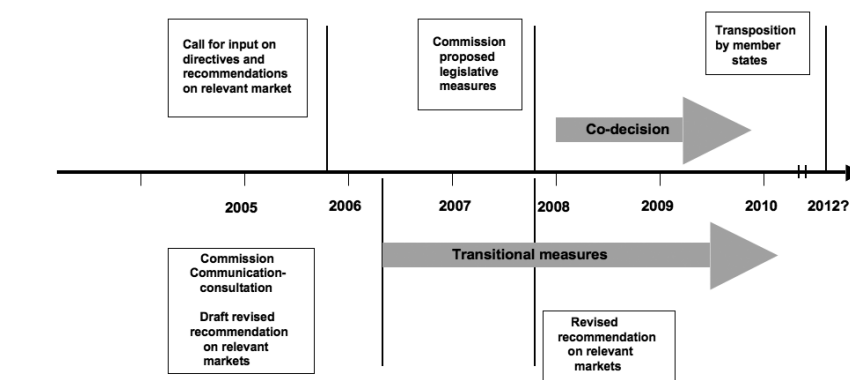 Call for input on
directives and
recommendations
on relevant market
Commission
proposed
legislative
measures
Transposition
by member
states
Co-decision
2005
2006
2007
2008
2009
2010
2012?
Transitional measures
Commission
Communication-
consultation
Draft revised
recommendation
on relevant
markets
Revised
recommendation
on relevant
markets